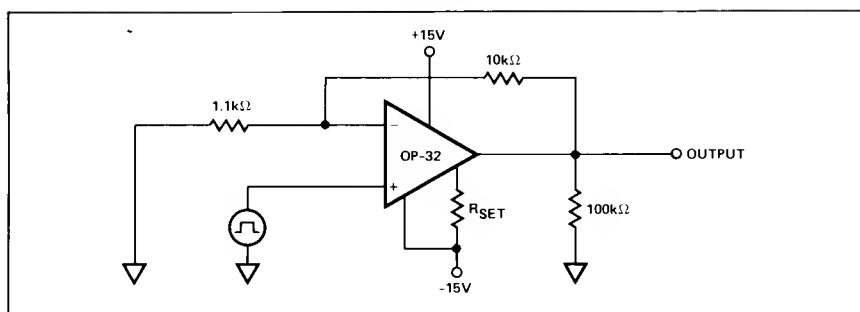 +15V
10kΩ
1.1kΩ
−
OP-32
OUTPUT
+
RSET
100kΩ
-15V